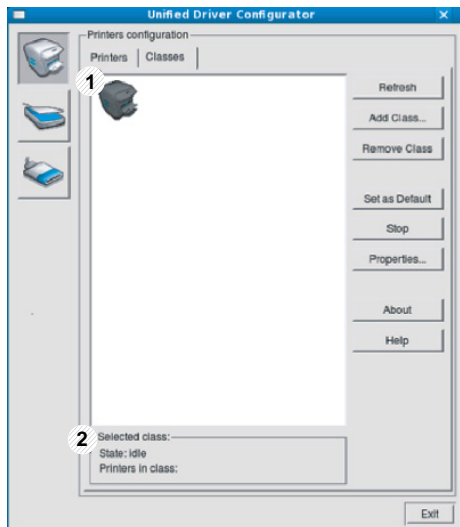 Unified Driver Configurator
Printers configuration
Printers
Classes
1
Refresh
Add Class...
Remove Class
Set as Default
Stop
Properties...
About
Help
2
Selected class:
State: idle
Printers in class:
Exit